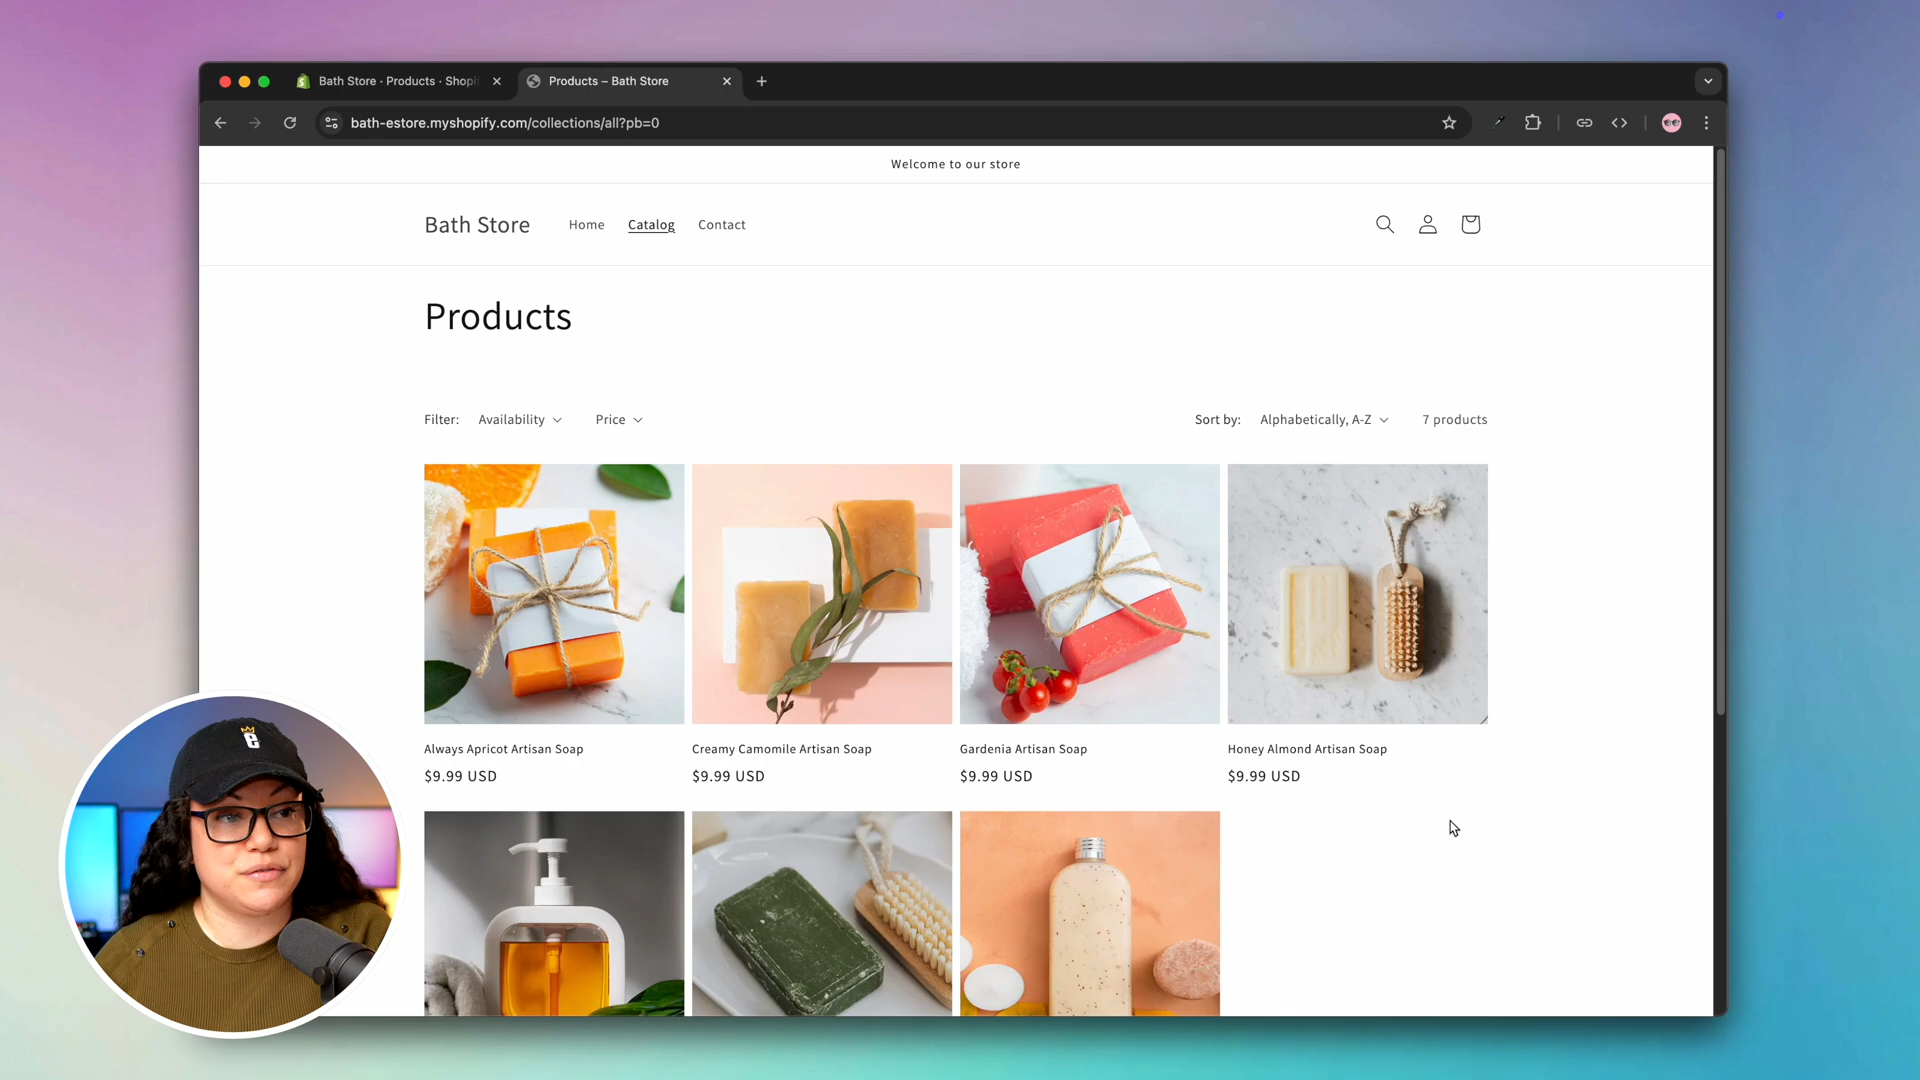 Bath Store · Products · Shopi
Products – Bath Store
bath-estore.myshopify.com/collections/all?pb=0
Welcome to our store
Bath Store
Home
Catalog
Contact
Products
Filter:
Availability
Price
Sort by:
Alphabetically, A-Z
7 products
Always Apricot Artisan Soap
$9.99 USD
Creamy Camomile Artisan Soap
$9.99 USD
Gardenia Artisan Soap
$9.99 USD
Honey Almond Artisan Soap
$9.99 USD
e